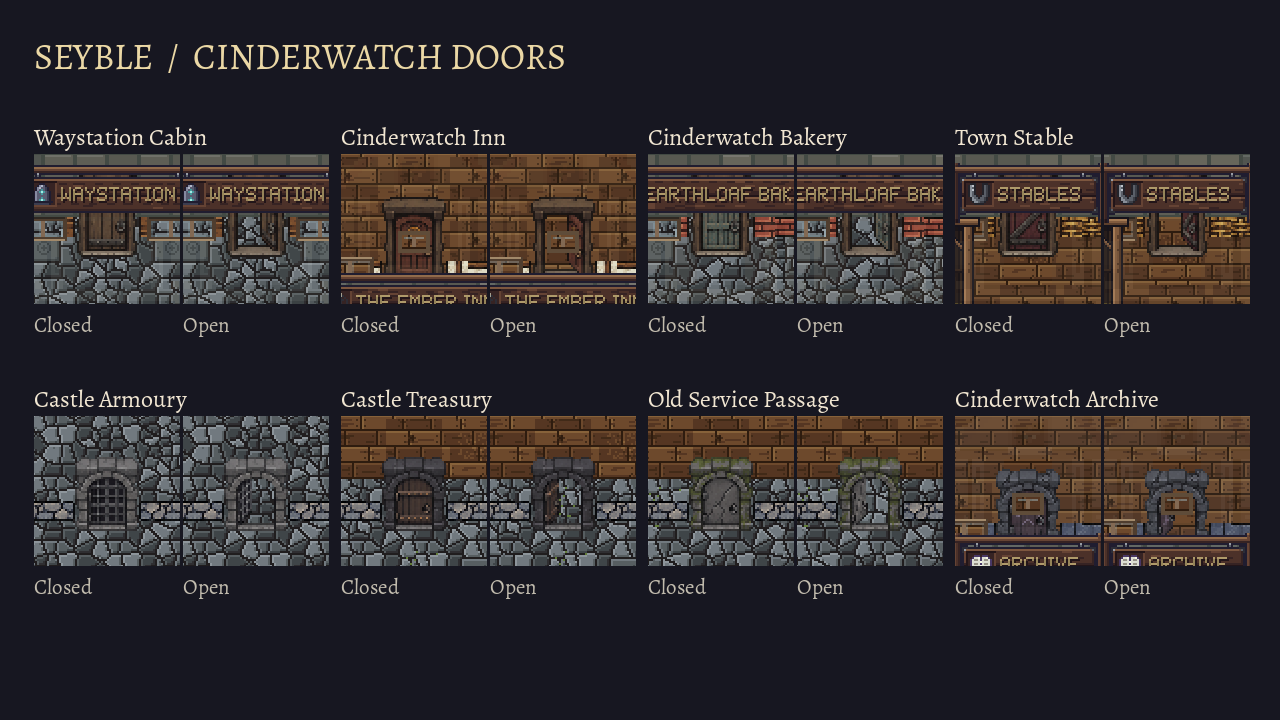 SEYBLE / CINDERWATCH DOORS
Waystation Cabin
Cinderwatch Inn
Cinderwatch Bakery
Town Stable
WAYSTATION
WAYSTATION
EARTHLOAF BAK
EARTHLOAF BAK
STABLES
STABLES
THE EMBER INN
THE EMBER INN
Closed
Open
Closed
Open
Closed
Open
Closed
Open
Castle Armoury
Castle Treasury
Old Service Passage
Cinderwatch Archive
ARCHIVE
ARCHIVE
Closed
Open
Closed
Open
Closed
Open
Closed
Open